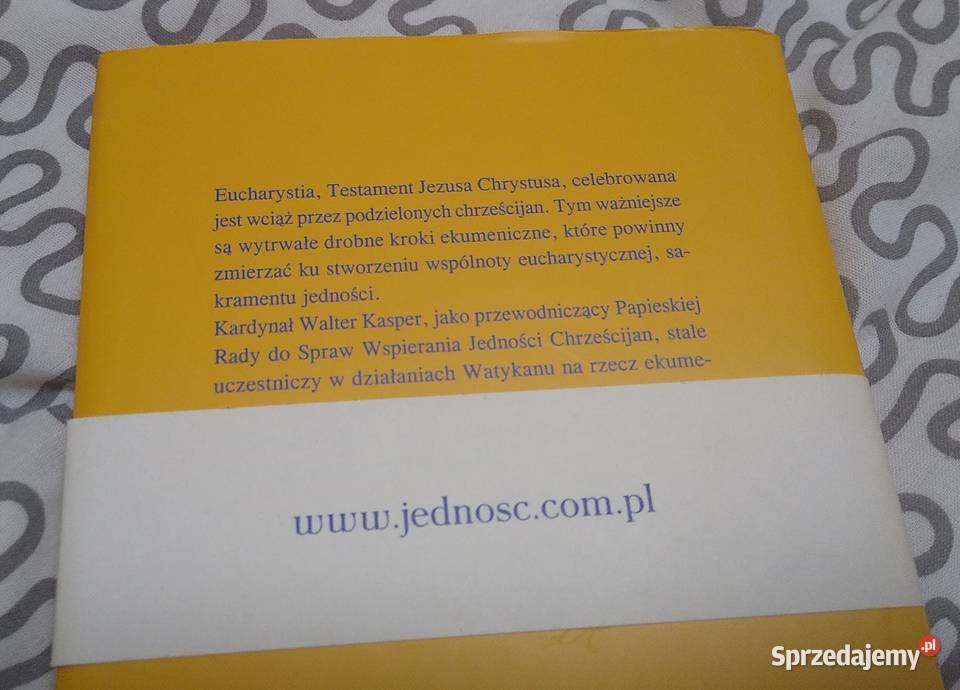 Eucharystia, Testament Jezusa Chrystusa, celebrowana
jest wciąż przez podzielonych chrześcijan. Tym ważniejsze
są wytrwałe drobne kroki ekumeniczne, które powinny
zmierzać ku stworzeniu wspólnoty eucharystycznej, sa-
kramentu jedności.
Kardynał Walter Kasper, jako przewodniczący Papieskiej
Rady do Spraw Wspierania Jedności Chrześcijan, stale
uczestniczy w działaniach Watykanu na rzecz ekume-
www.jednosc.com.pl
Sprzedajemy.pl